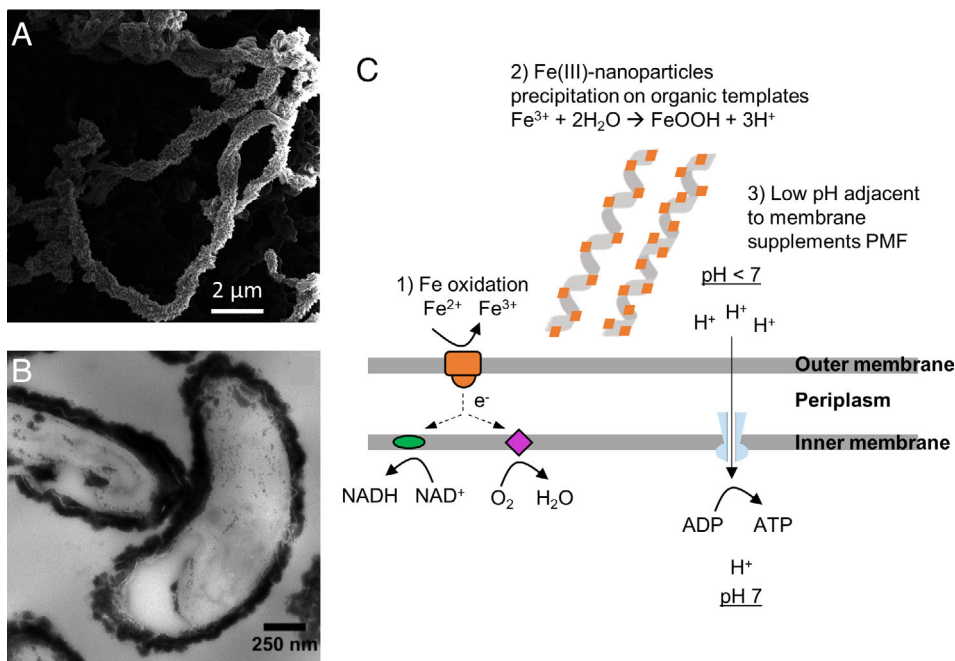 A
2 µm
B
250 nm
C
2) Fe(III)-nanoparticles
precipitation on organic templates
Fe³⁺ + 2H₂O → FeOOH + 3H⁺
3) Low pH adjacent
to membrane
supplements PMF
pH < 7
H⁺
H⁺ H⁺
1) Fe oxidation
Fe²⁺ Fe³⁺
Outer membrane
Periplasm
e⁻
Inner membrane
NADH NAD⁺ O₂ H₂O
ADP ATP
H⁺
pH 7